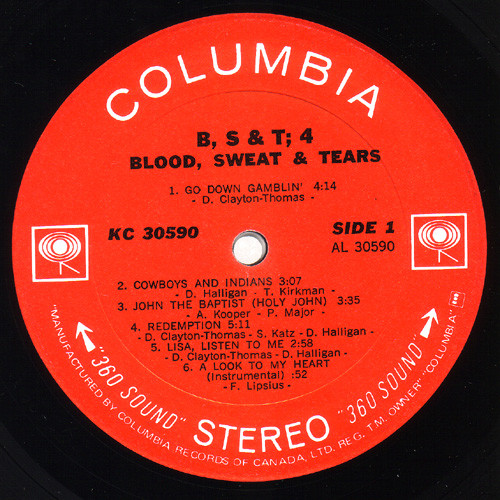 COLUMBIA
B, S & T; 4
BLOOD, SWEAT & TEARS
1. GO DOWN GAMBLIN' 4:14
- D. Clayton-Thomas -
KC 30590
SIDE 1
AL 30590
2. COWBOYS AND INDIANS 3:07
- D. Halligan - T. Kirkman -
3. JOHN THE BAPTIST (HOLY JOHN) 3:35
- A. Kooper - P. Major -
4. REDEMPTION 5:11
- D. Clayton-Thomas - S. Katz - D. Halligan -
5. LISA, LISTEN TO ME 2:58
- D. Clayton-Thomas - D. Halligan -
6. A LOOK TO MY HEART
(Instrumental) :52
- F. Lipsius -
"360 SOUND" STEREO "360 SOUND"
"MANUFACTURED BY COLUMBIA RECORDS OF CANADA, LTD. REG. T.M. OWNER" "COLUMBIA"